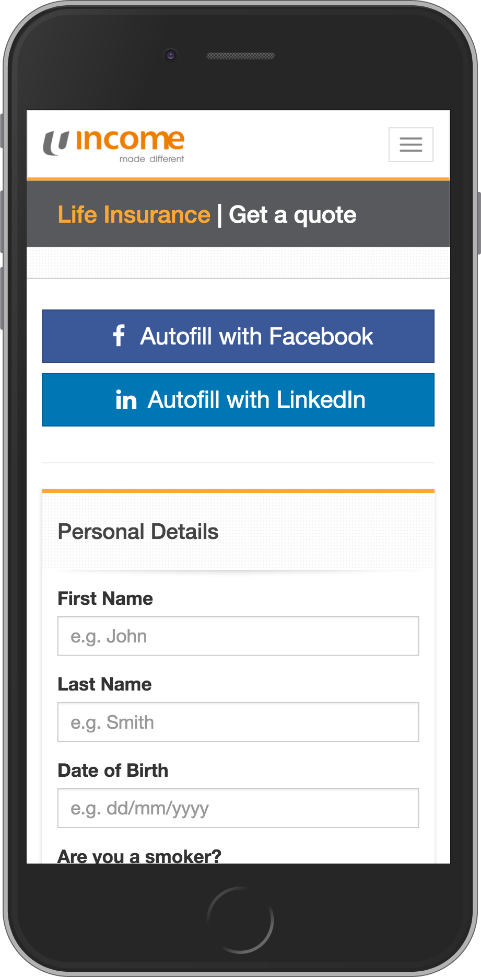 income
made different
Life Insurance | Get a quote
f Autofill with Facebook
in Autofill with LinkedIn
Personal Details
First Name
e.g. John
Last Name
e.g. Smith
Date of Birth
e.g. dd/mm/yyyy
Are you a smoker?